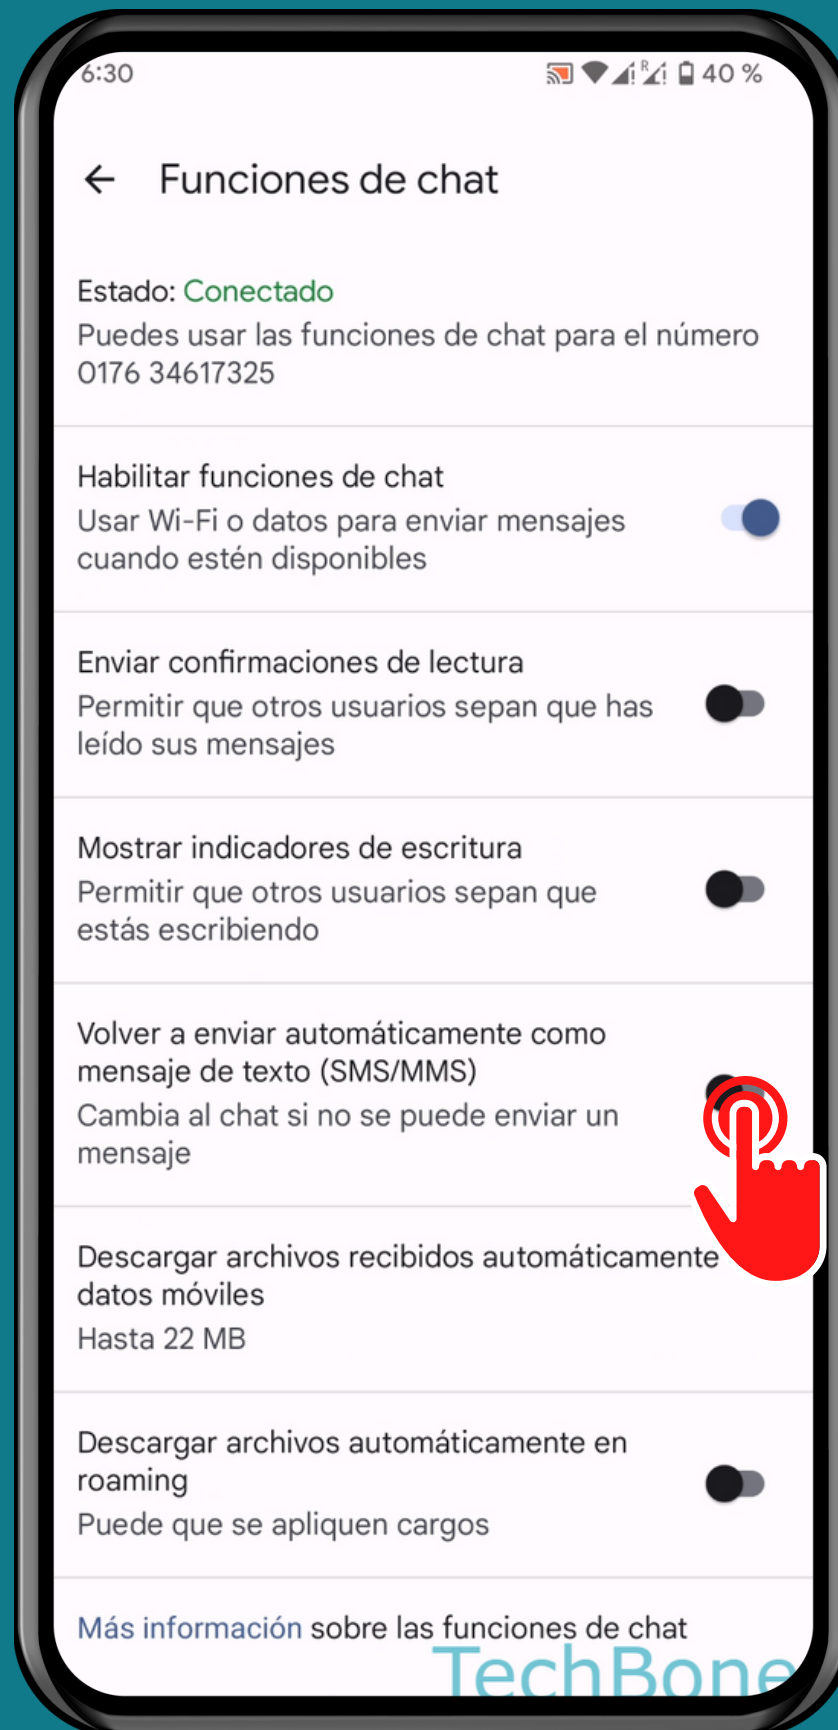 6:30
R
40 %
Funciones de chat
Estado: Conectado
Puedes usar las funciones de chat para el número
0176 34617325
Habilitar funciones de chat
Usar Wi-Fi o datos para enviar mensajes
cuando estén disponibles
Enviar confirmaciones de lectura
Permitir que otros usuarios sepan que has
leído sus mensajes
Mostrar indicadores de escritura
Permitir que otros usuarios sepan que
estás escribiendo
Volver a enviar automáticamente como
mensaje de texto (SMS/MMS)
Cambia al chat si no se puede enviar un
mensaje
Descargar archivos recibidos automáticamente
datos móviles
Hasta 22 MB
Descargar archivos automáticamente en
roaming
Puede que se apliquen cargos
Más información sobre las funciones de chat
TechBone